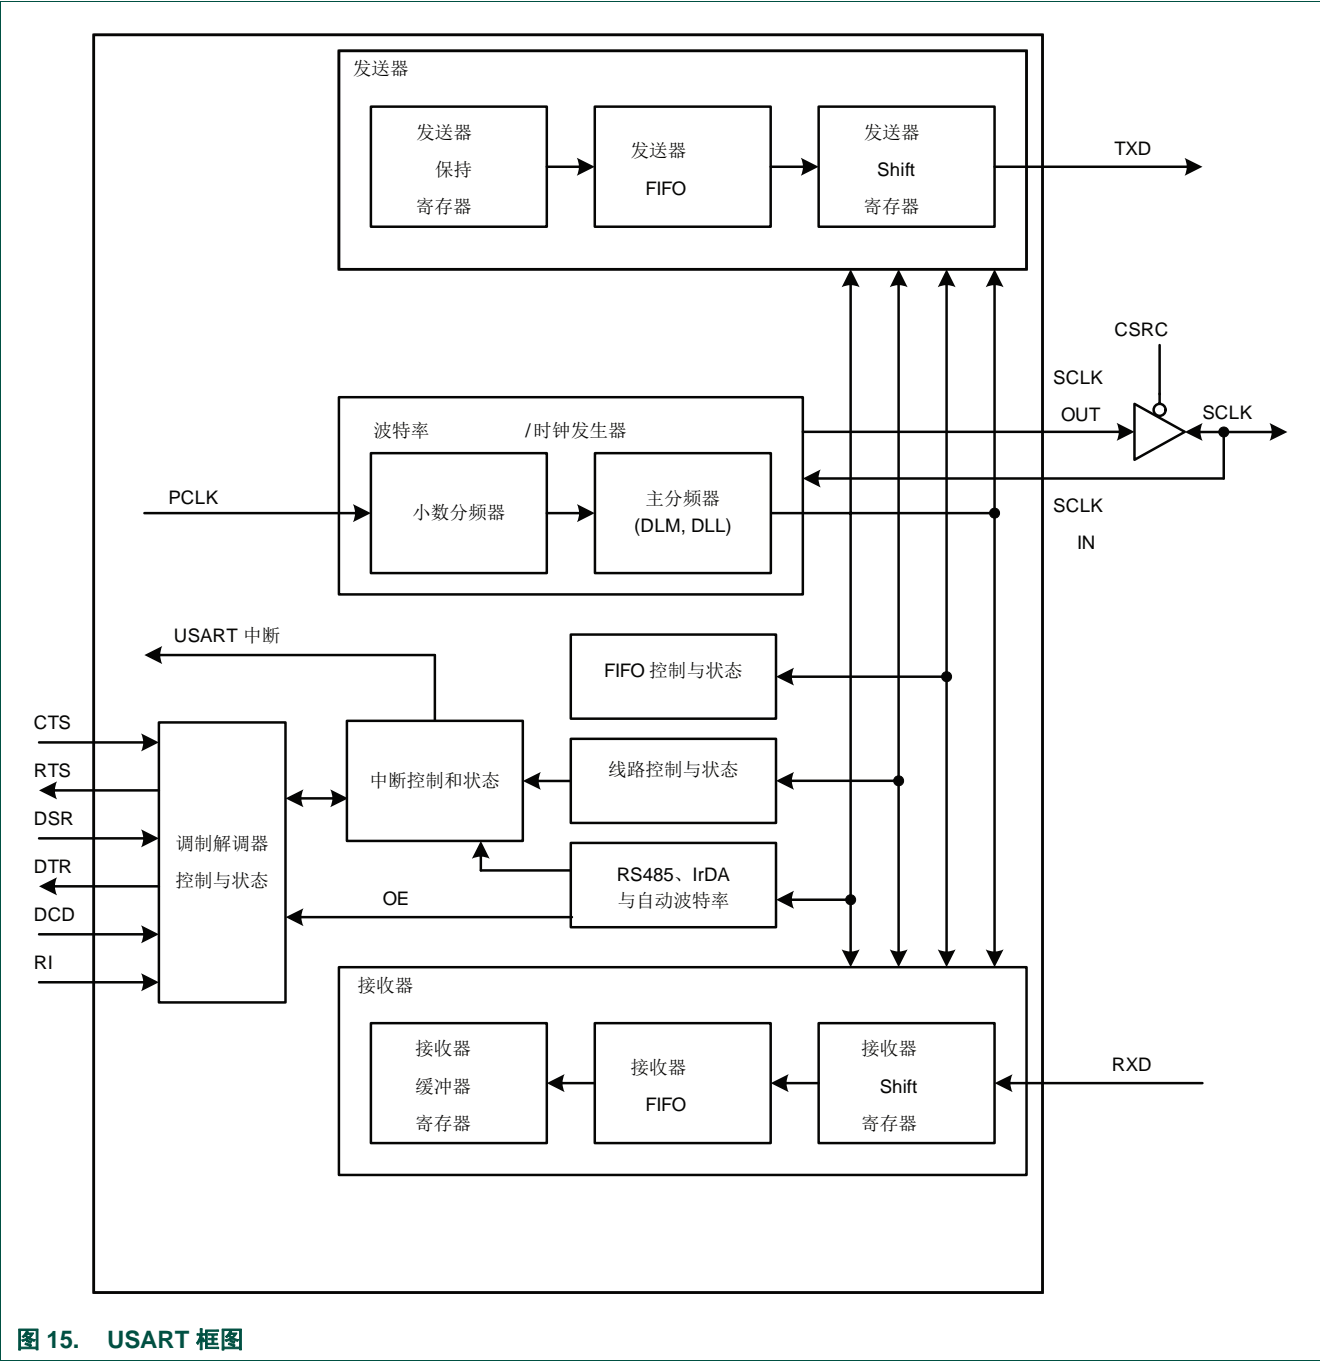 发送器
发送器
保持
寄存器
发送器
FIFO
发送器
Shift
寄存器
TXD
CSRC
SCLK
OUT
SCLK
波特率 /时钟发生器
PCLK
小数分频器
主分频器
(DLM, DLL)
SCLK
IN
USART 中断
FIFO 控制与状态
CTS
RTS
DSR
DTR
DCD
RI
调制解调器
控制与状态
中断控制和状态
线路控制与状态
RS485、IrDA
与自动波特率
OE
接收器
接收器
缓冲器
寄存器
接收器
FIFO
接收器
Shift
寄存器
RXD
图 15. USART 框图